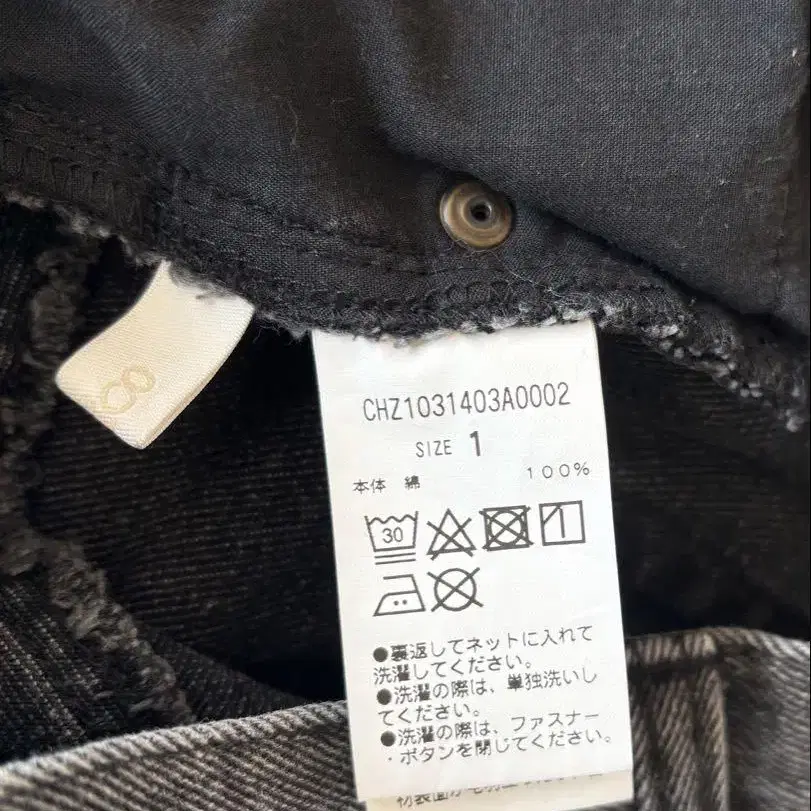 CHZ1031403A0002
SIZE 1
本体 綿 100%
30
●裏返してネットに入れて
洗濯してください。
●洗濯の際は、単独洗いし
てください。
●洗濯の際は、ファスナー
・ボタンを閉じてください。
8